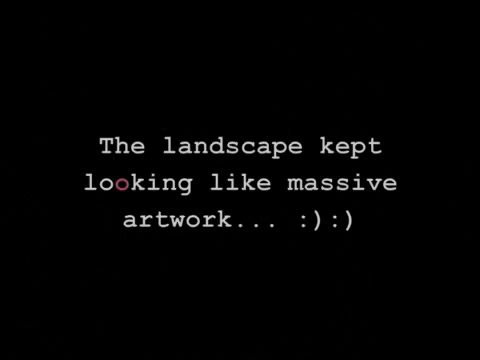 The landscape kept
looking like massive
artwork... :):)